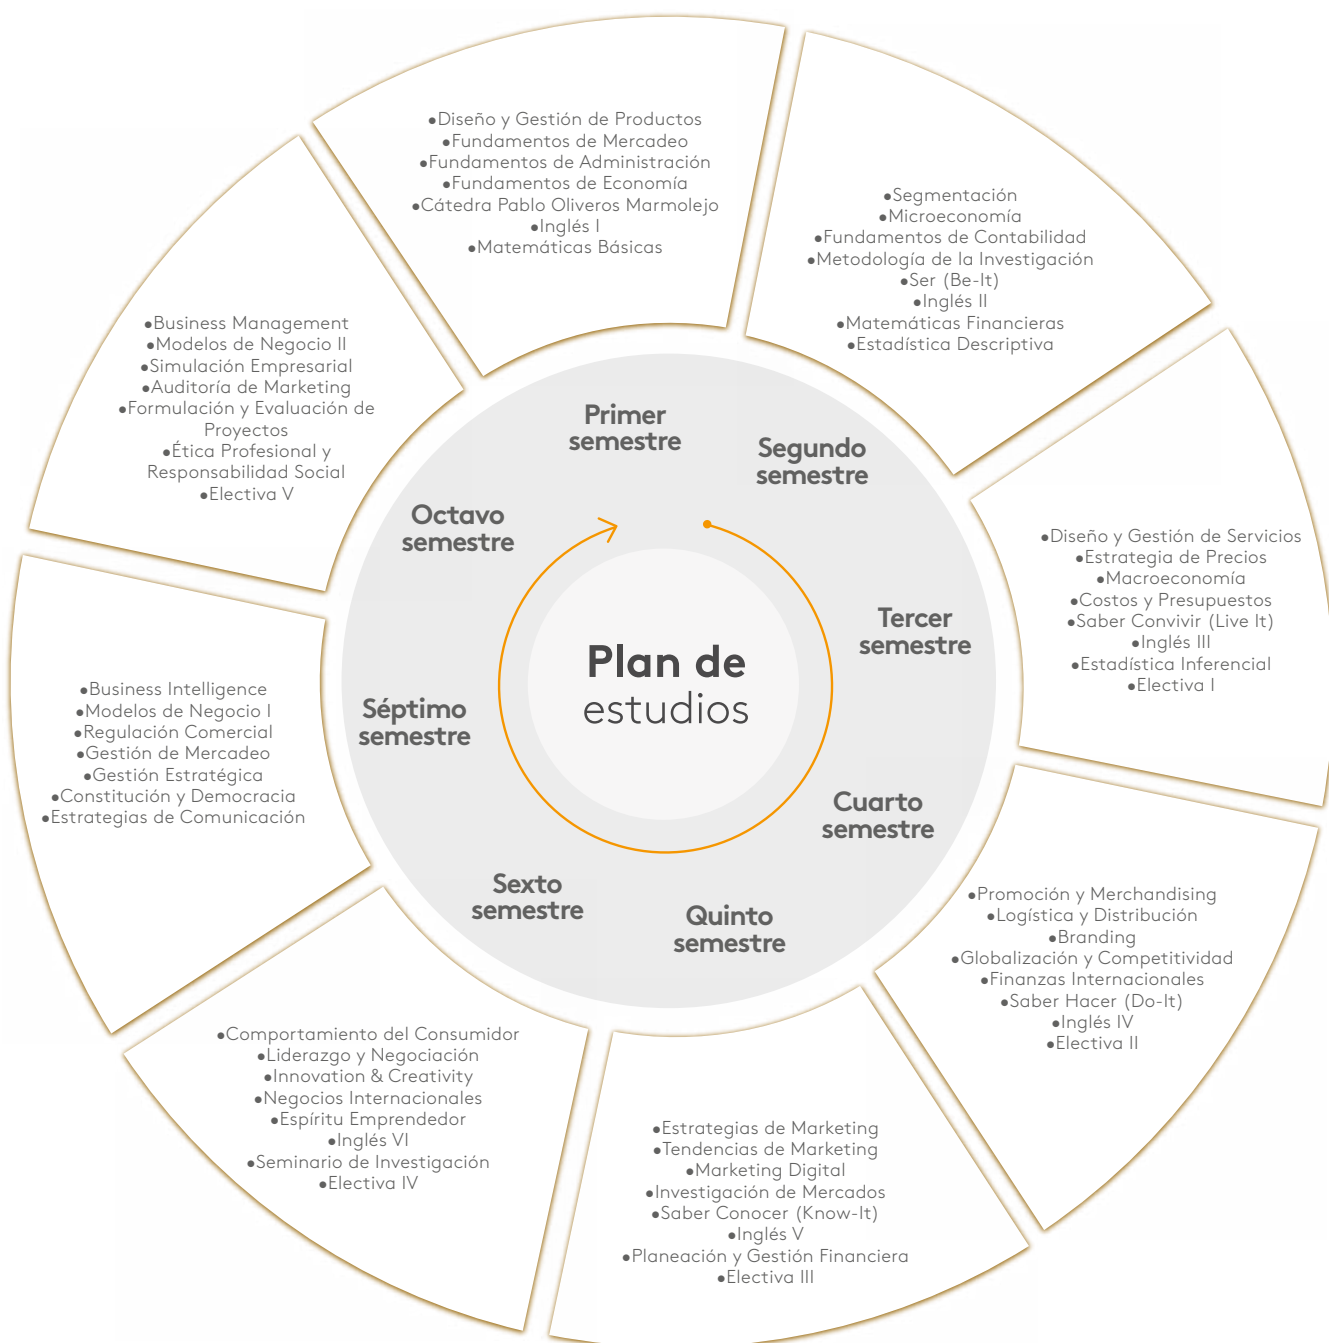 Plan de
estudios
Primer
semestre
●Diseño y Gestión de Productos
●Fundamentos de Mercadeo
●Fundamentos de Administración
●Fundamentos de Economía
●Cátedra Pablo Oliveros Marmolejo
●Inglés I
●Matemáticas Básicas
Segundo
semestre
●Segmentación
●Microeconomía
●Fundamentos de Contabilidad
●Metodología de la Investigación
●Ser (Be-It)
●Inglés II
●Matemáticas Financieras
●Estadística Descriptiva
Tercer
semestre
●Diseño y Gestión de Servicios
●Estrategia de Precios
●Macroeconomía
●Costos y Presupuestos
●Saber Convivir (Live It)
●Inglés III
●Estadística Inferencial
●Electiva I
Cuarto
semestre
●Promoción y Merchandising
●Logística y Distribución
●Branding
●Globalización y Competitividad
●Finanzas Internacionales
●Saber Hacer (Do-It)
●Inglés IV
●Electiva II
Quinto
semestre
●Estrategias de Marketing
●Tendencias de Marketing
●Marketing Digital
●Investigación de Mercados
●Saber Conocer (Know-It)
●Inglés V
●Planeación y Gestión Financiera
●Electiva III
Sexto
semestre
●Comportamiento del Consumidor
●Liderazgo y Negociación
●Innovation & Creativity
●Negocios Internacionales
●Espíritu Emprendedor
●Inglés VI
●Seminario de Investigación
●Electiva IV
Séptimo
semestre
●Business Intelligence
●Modelos de Negocio I
●Regulación Comercial
●Gestión de Mercadeo
●Gestión Estratégica
●Constitución y Democracia
●Estrategias de Comunicación
Octavo
semestre
●Business Management
●Modelos de Negocio II
●Simulación Empresarial
●Auditoría de Marketing
●Formulación y Evaluación de
Proyectos
●Ética Profesional y
Responsabilidad Social
●Electiva V